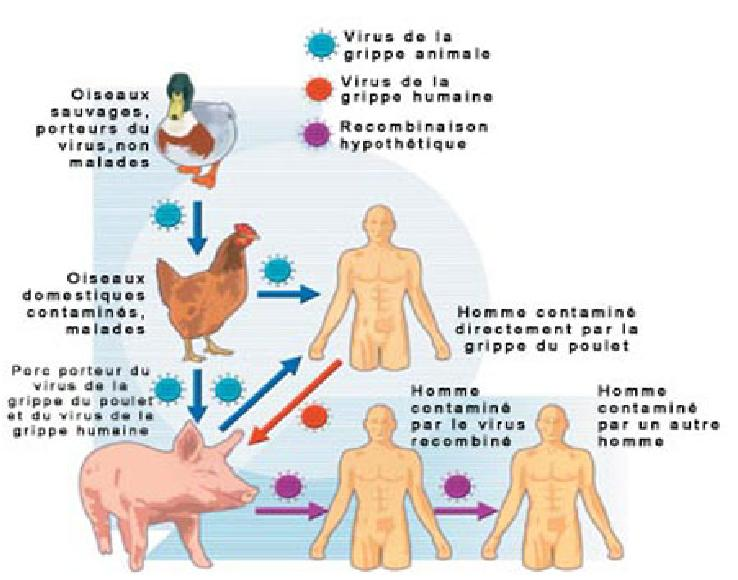 Virus de la
grippe animale
Virus de la
grippe humaine
Recombinaison
hypothétique
Oiseaux
sauvages,
porteurs du
virus,non
malades
Oiseaux
domestiques
contaminés,
malades
Homme contaminé
directement par la
grippe du poulet
Porc porteur du
virus de la
grippe du poulet
et du virus de la
grippe humaine
Homme
contaminé
par le virus
recombiné
Homme
contaminé
par un autre
homme